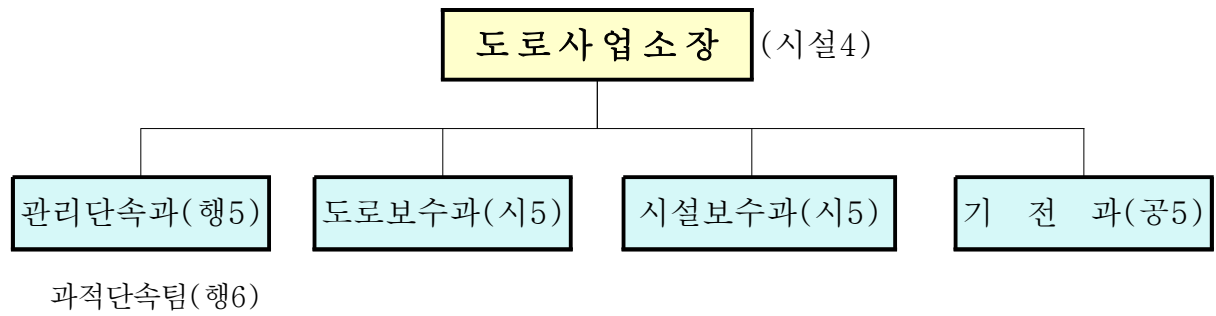 도로사업소장 (시설4)
관리단속과(행5) 도로보수과(시5) 시설보수과(시5) 기 전 과(공5)
과적단속팀(행6)